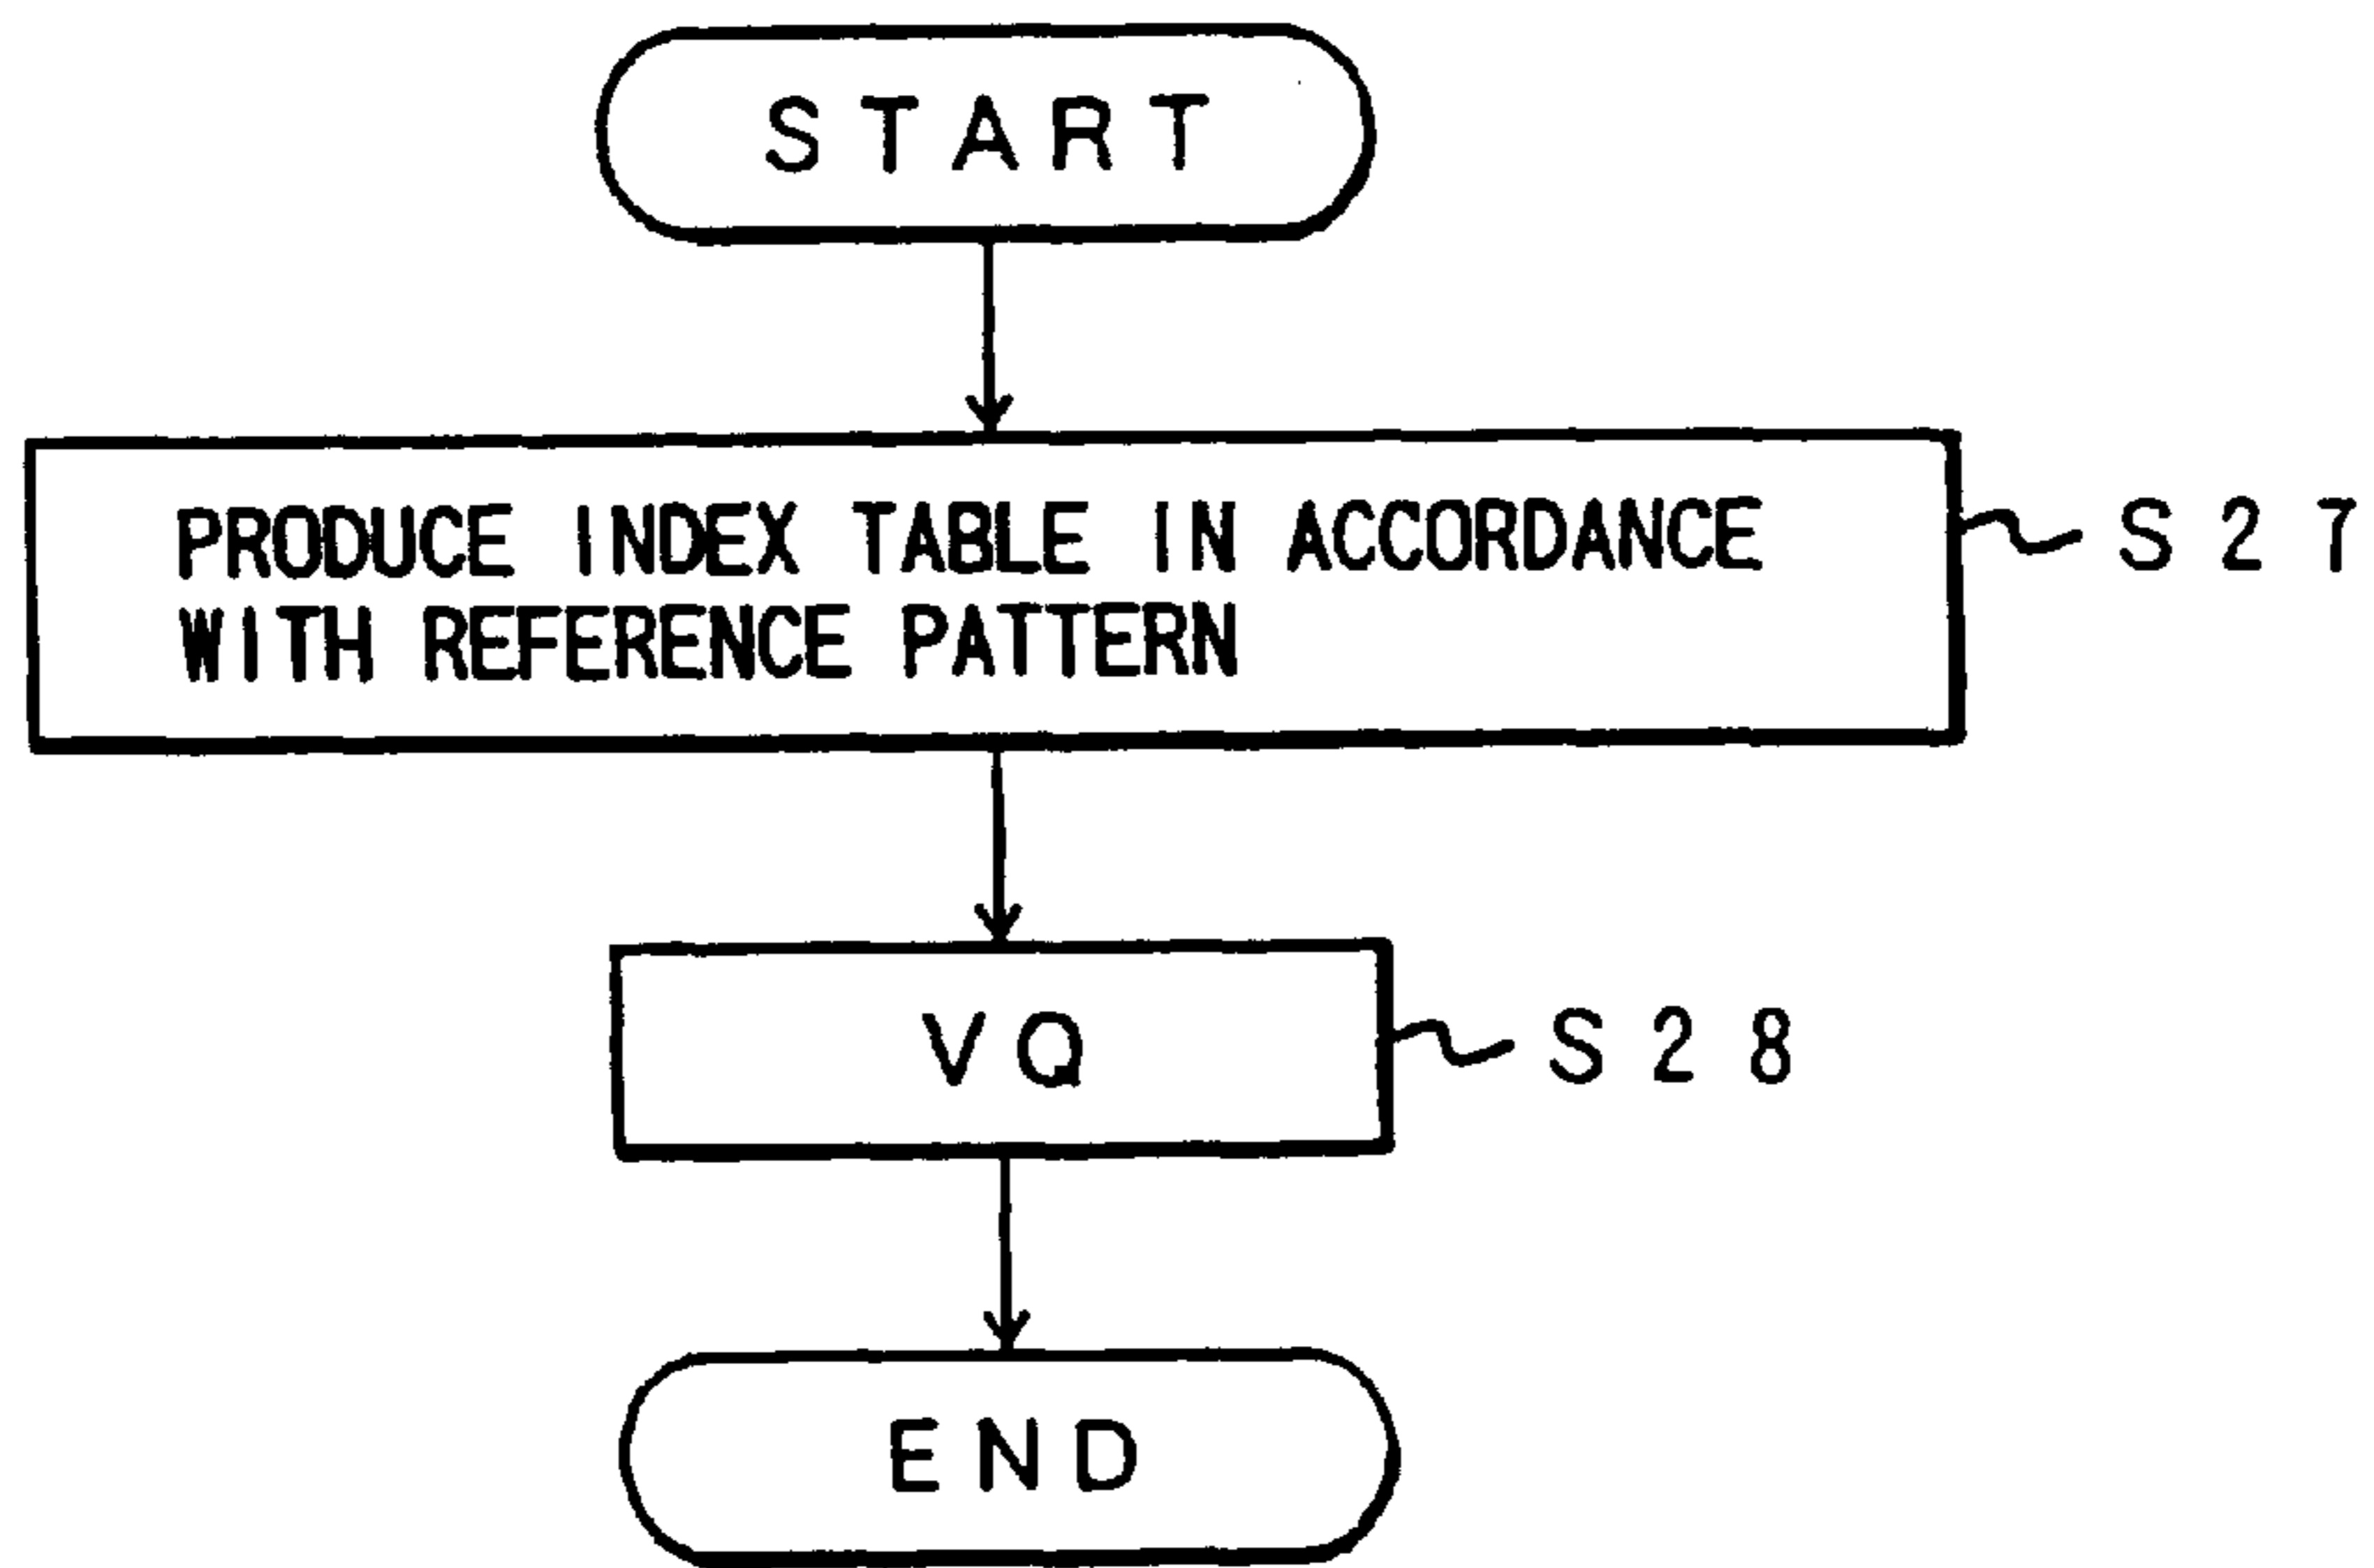 START
PRODUCE INDEX TABLE IN ACCORDANCE
WITH REFERENCE PATTERN
S27
VQ
S28
END